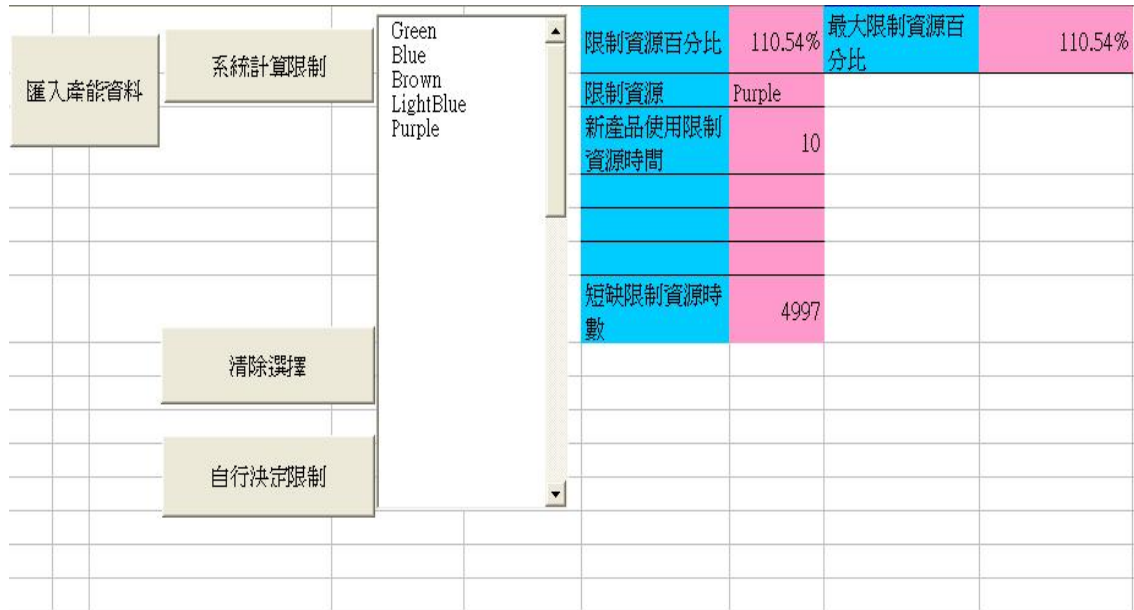 匯入產能資料
系統計算限制
清除選擇
自行決定限制
Green
Blue
Brown
LightBlue
Purple
限制資源百分比
110.54%
最大限制資源百
分比
110.54%
限制資源
Purple
新產品使用限制
資源時間
10
短缺限制資源時
數
4997